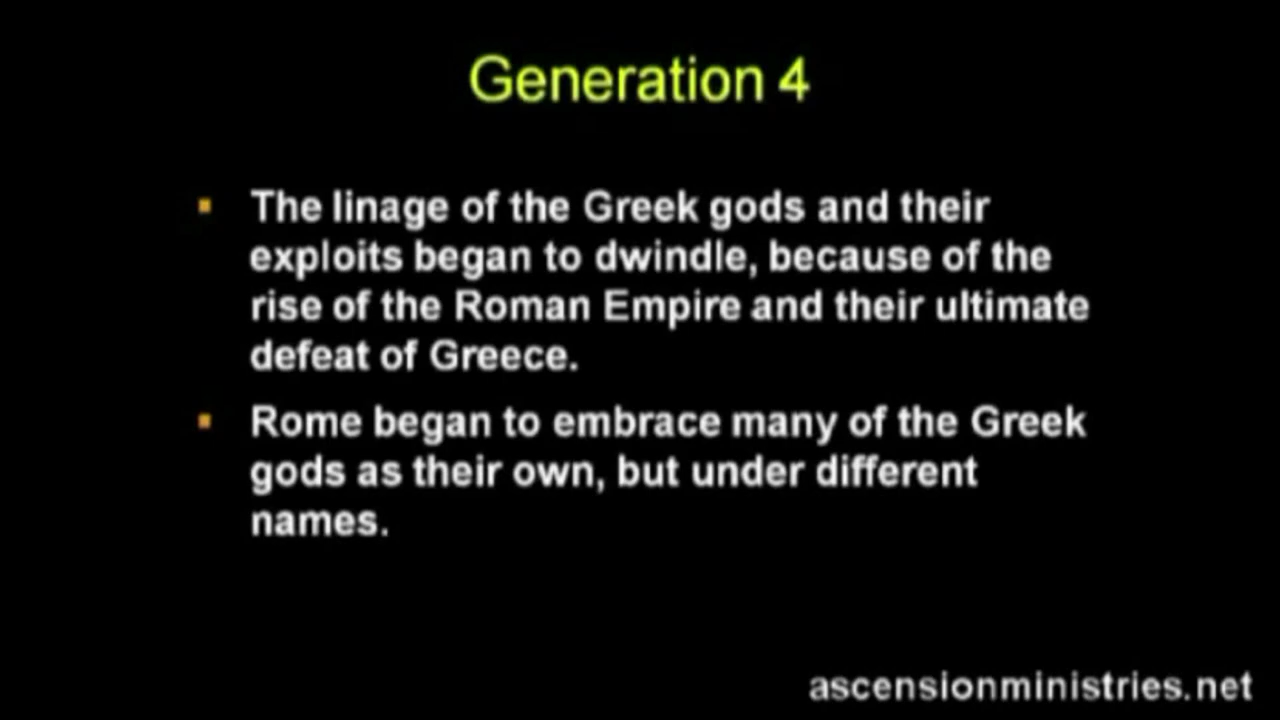 Generation 4
▪ The linage of the Greek gods and their
exploits began to dwindle, because of the
rise of the Roman Empire and their ultimate
defeat of Greece.
▪ Rome began to embrace many of the Greek
gods as their own, but under different
names.
ascensionministries.net